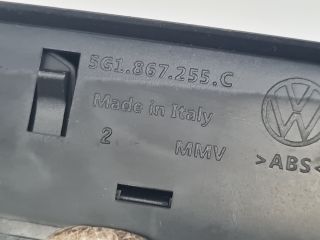 5G1.867.255.C
Made in Italy
2 MMV
>ABS<